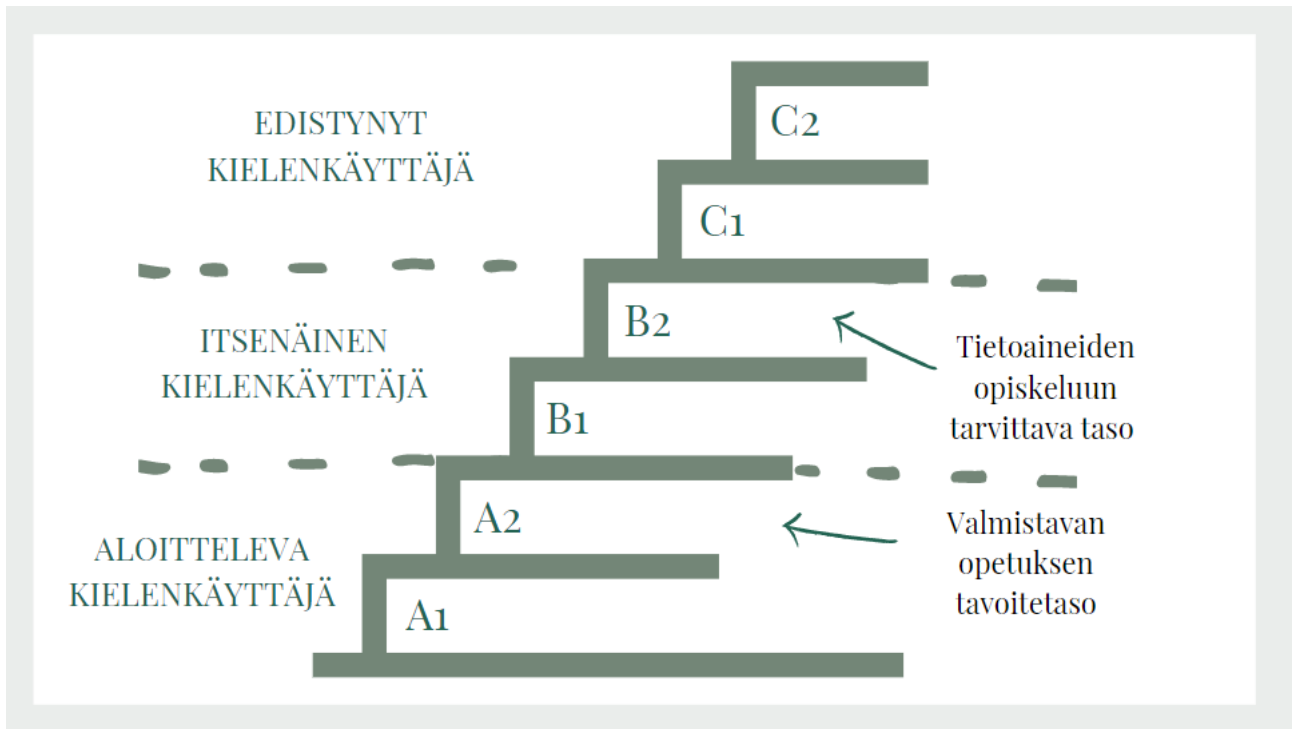 EDISTYNYT
KIELENKÄYTTÄJÄ
C2
C1
ITSENÄINEN
KIELENKÄYTTÄJÄ
B2
B1
Tietoaineiden
opiskeluun
tarvittava taso
ALOITTELEVA
KIELENKÄYTTÄJÄ
A2
A1
Valmistavan
opetuksen
tavoitetaso